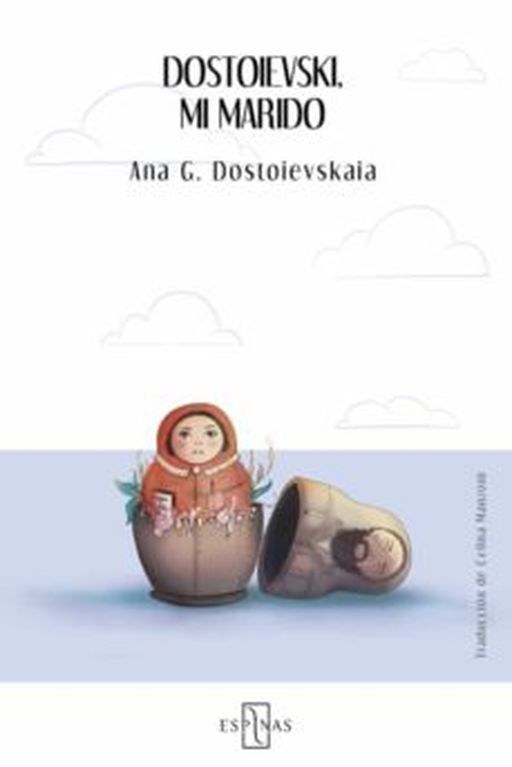 DOSTOIEVSKI,
MI MARIDO
Ana G. Dostoievskaia
Traducción de Celina Manzoni
ESPINAS